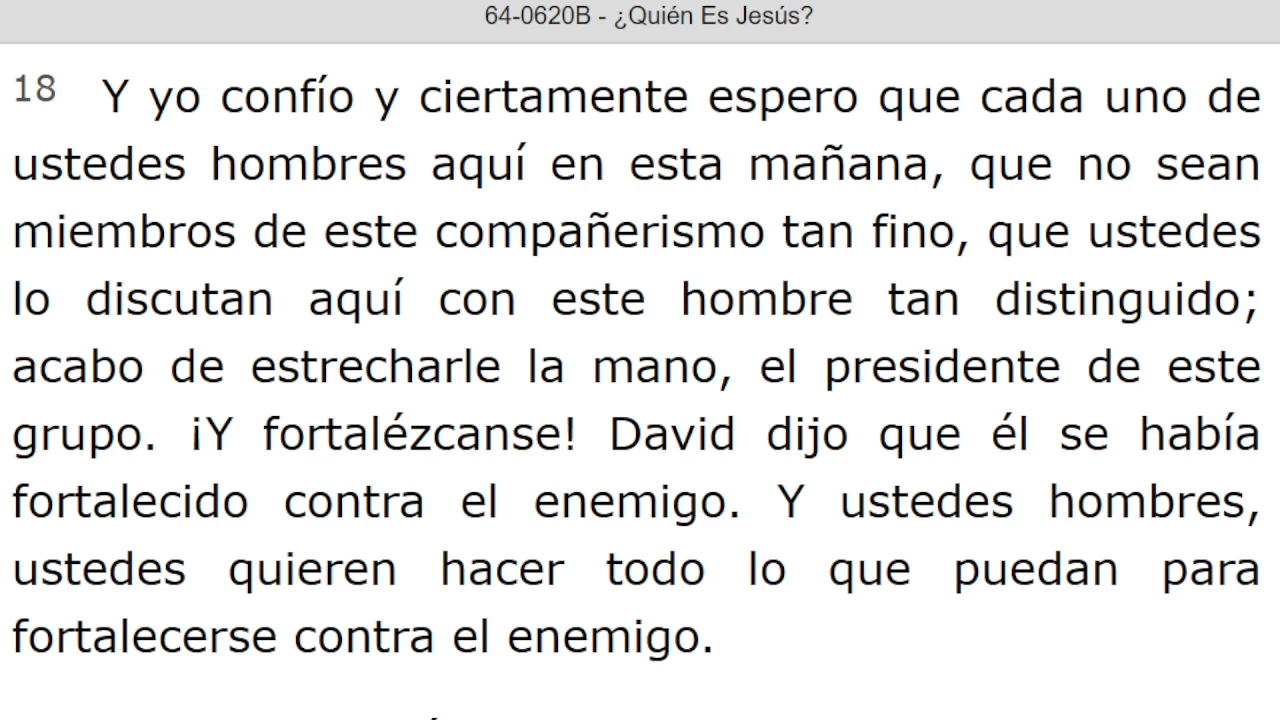 64-0620B - ¿Quién Es Jesús?
18 Y yo confío y ciertamente espero que cada uno de
ustedes hombres aquí en esta mañana, que no sean
miembros de este compañerismo tan fino, que ustedes
lo discutan aquí con este hombre tan distinguido;
acabo de estrecharle la mano, el presidente de este
grupo. ¡Y fortalézcanse! David dijo que él se había
fortalecido contra el enemigo. Y ustedes hombres,
ustedes quieren hacer todo lo que puedan para
fortalecerse contra el enemigo.